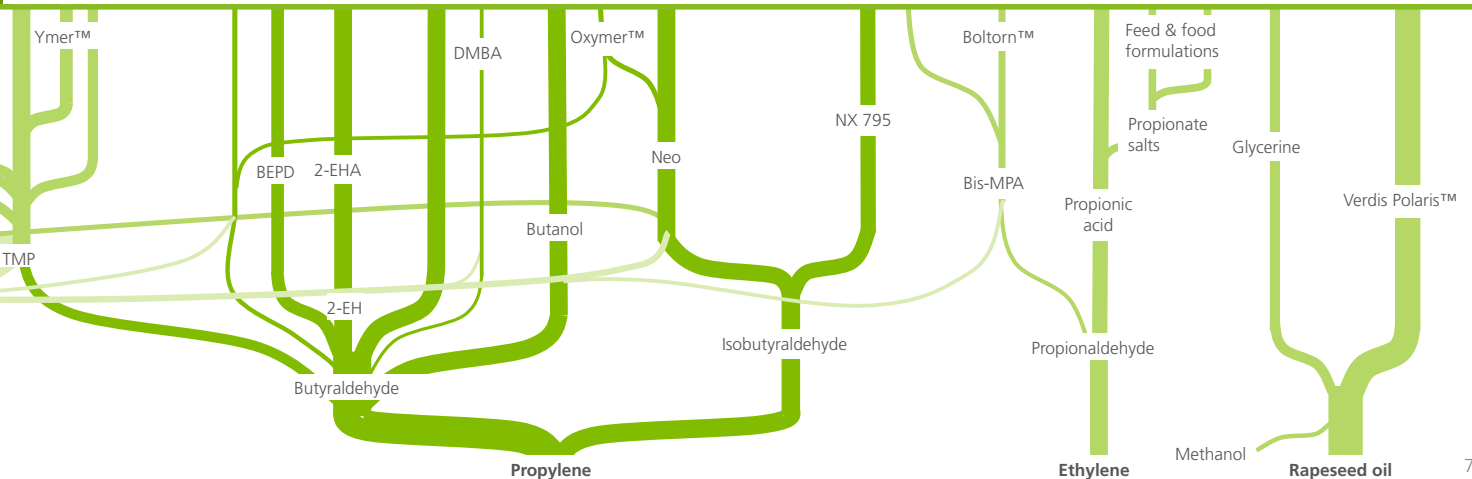 Ymer™
DMBA
Oxymer™
Boltorn™
Feed & food
formulations
NX 795
Propionate
salts
Glycerine
Neo
BEPD
2-EHA
Bis-MPA
Propionic
acid
Verdis Polaris™
Butanol
TMP
2-EH
Isobutyraldehyde
Propionaldehyde
Butyraldehyde
Methanol
Propylene
Ethylene
Rapeseed oil
7